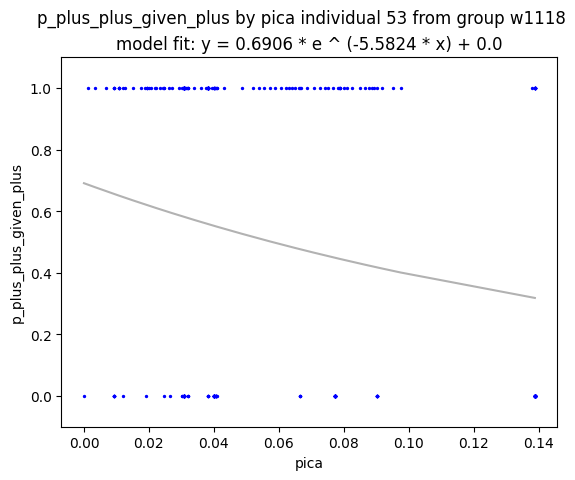 p_plus_plus_given_plus by pica individual 53 from group w1118
model fit: y = 0.6906 * e ^ (-5.5824 * x) + 0.0
p_plus_plus_given_plus
1.0
0.8
0.6
0.4
0.2
0.0
0.00 0.02 0.04 0.06 0.08 0.10 0.12 0.14
pica